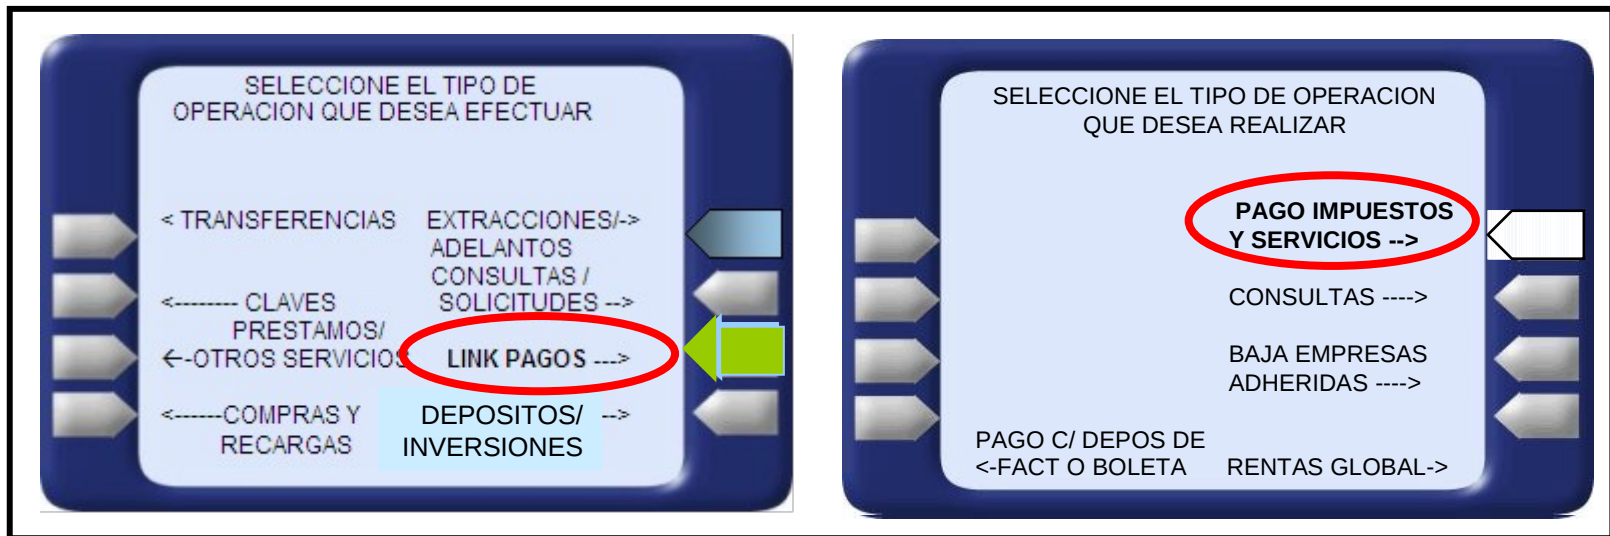 SELECCIONE EL TIPO DE
OPERACION QUE DESEA EFECTUAR
< TRANSFERENCIAS
EXTRACCIONES/->
ADELANTOS
CONSULTAS /
<-------- CLAVES
SOLICITUDES -->
PRESTAMOS/
<--OTROS SERVICIOS
LINK PAGOS --->
<------COMPRAS Y
RECARGAS
DEPOSITOS/ -->
INVERSIONES
SELECCIONE EL TIPO DE OPERACION
QUE DESEA REALIZAR
PAGO IMPUESTOS
Y SERVICIOS -->
CONSULTAS ---->
BAJA EMPRESAS
ADHERIDAS ---->
PAGO C/ DEPOS DE
<-FACT O BOLETA
RENTAS GLOBAL->